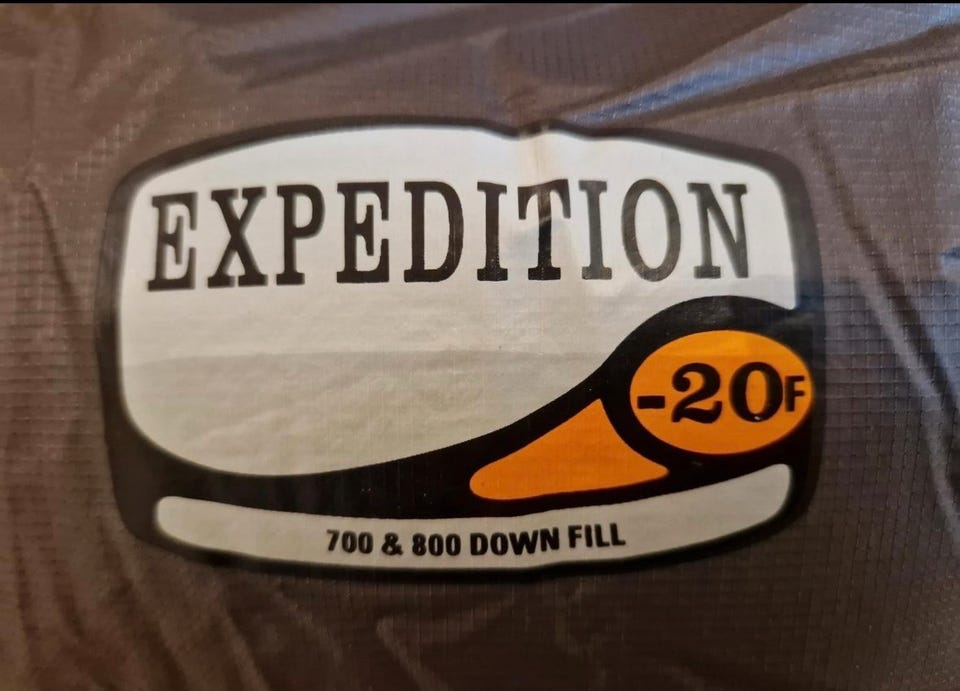 EXPEDITION
-20F
700 & 800 DOWN FILL